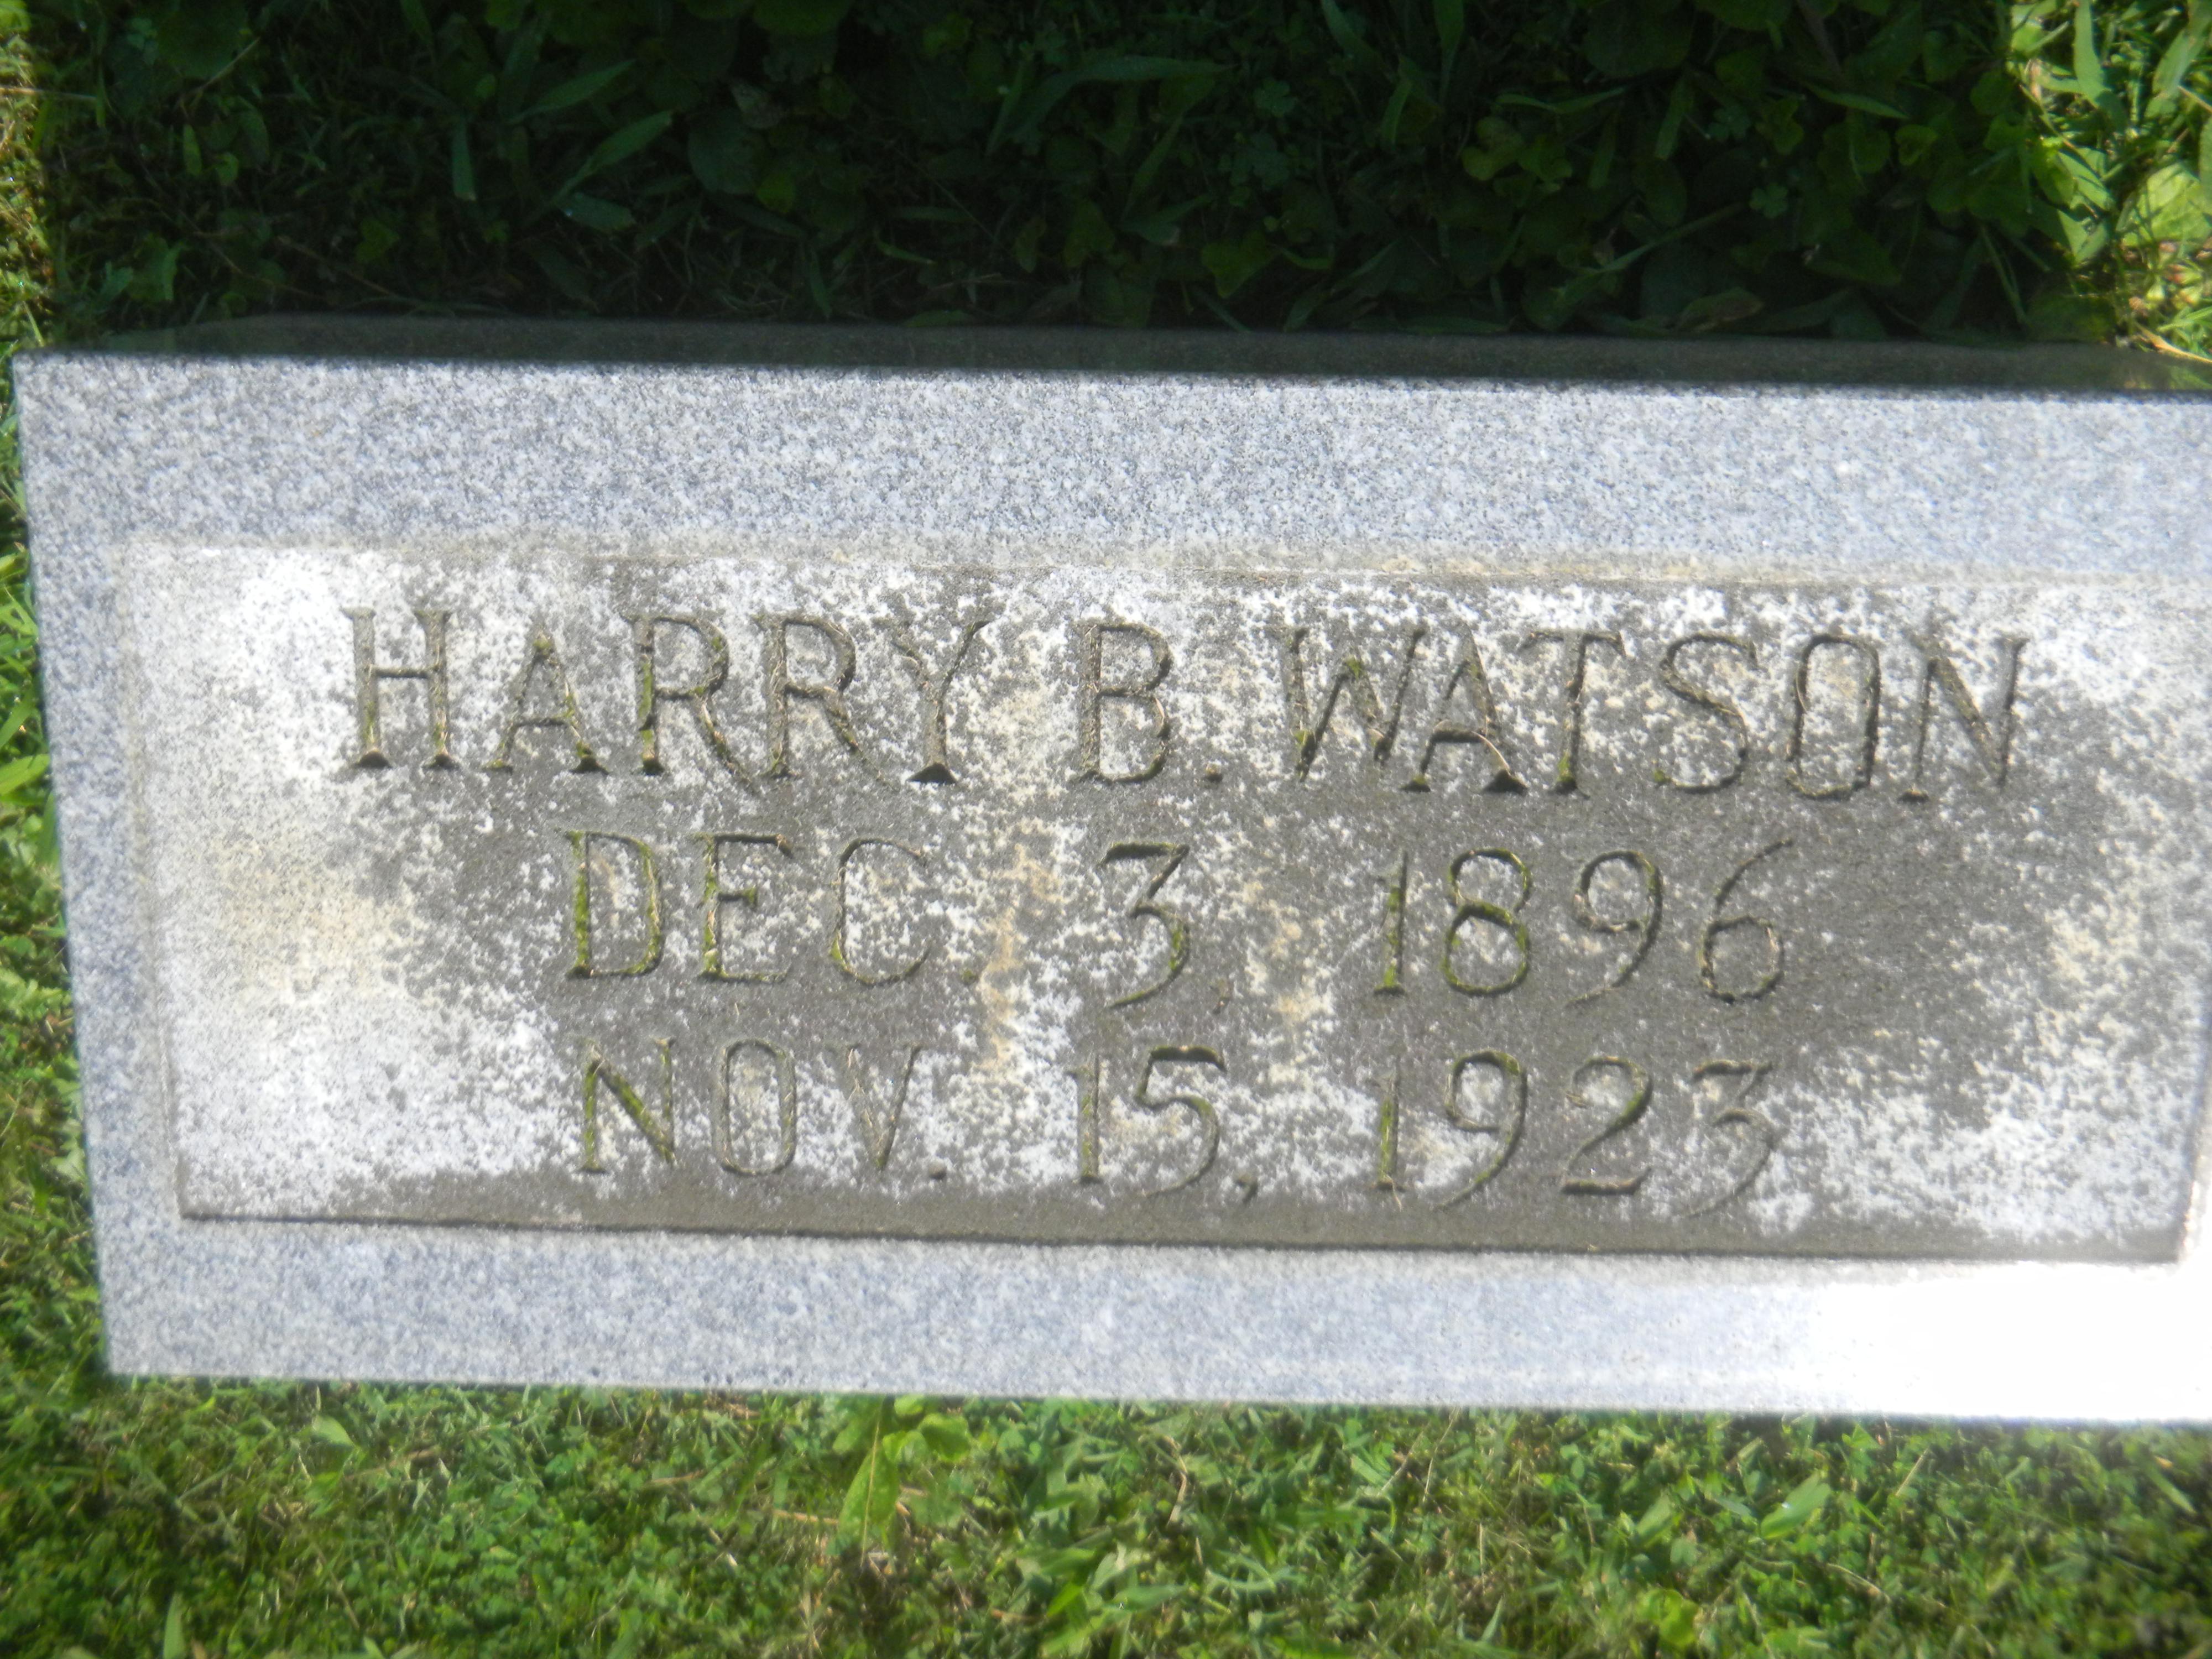 HARRY B. WATSON
DEC. 3, 1896
NOV. 15, 1923